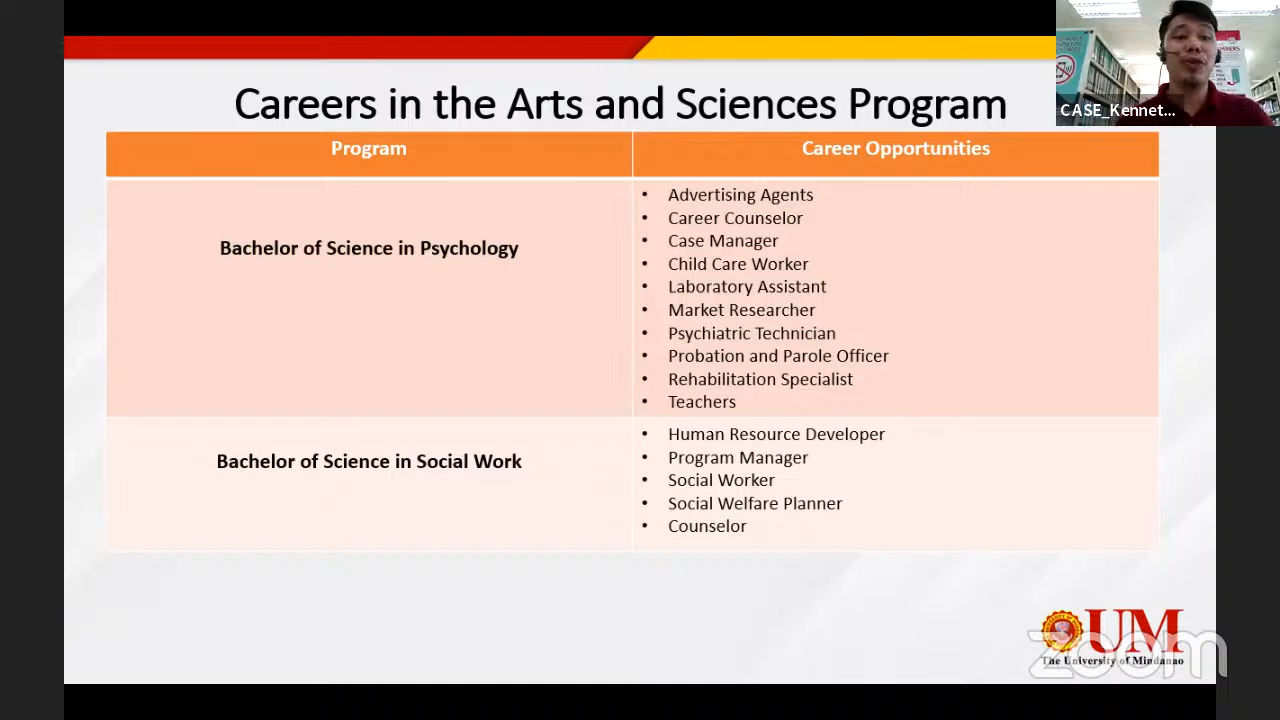 Careers in the Arts and Sciences Program
CASE_Kennet...
Program
Career Opportunities
Bachelor of Science in Psychology
• Advertising Agents
• Career Counselor
• Case Manager
• Child Care Worker
• Laboratory Assistant
• Market Researcher
• Psychiatric Technician
• Probation and Parole Officer
• Rehabilitation Specialist
• Teachers
Bachelor of Science in Social Work
• Human Resource Developer
• Program Manager
• Social Worker
• Social Welfare Planner
• Counselor
UM
The University of Mindanao
zoom